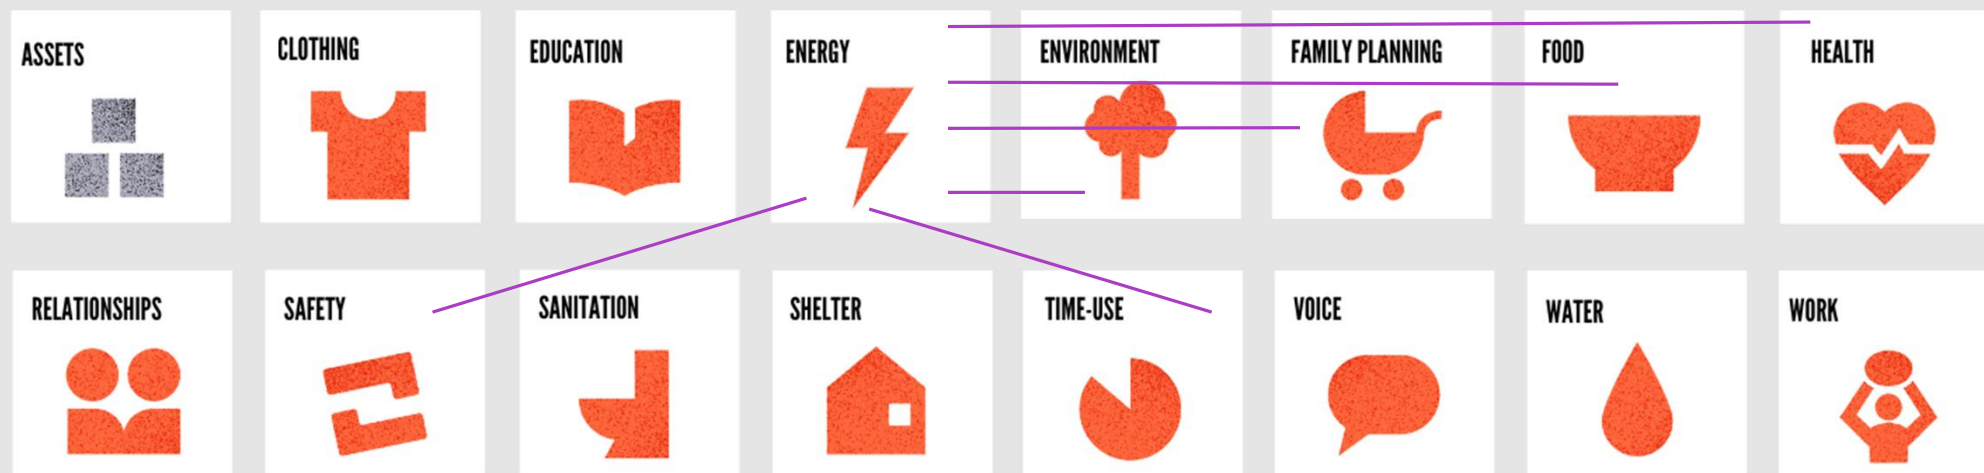 ASSETS
CLOTHING
EDUCATION
ENERGY
ENVIRONMENT
FAMILY PLANNING
FOOD
HEALTH
RELATIONSHIPS
SAFETY
SANITATION
SHELTER
TIME-USE
VOICE
WATER
WORK